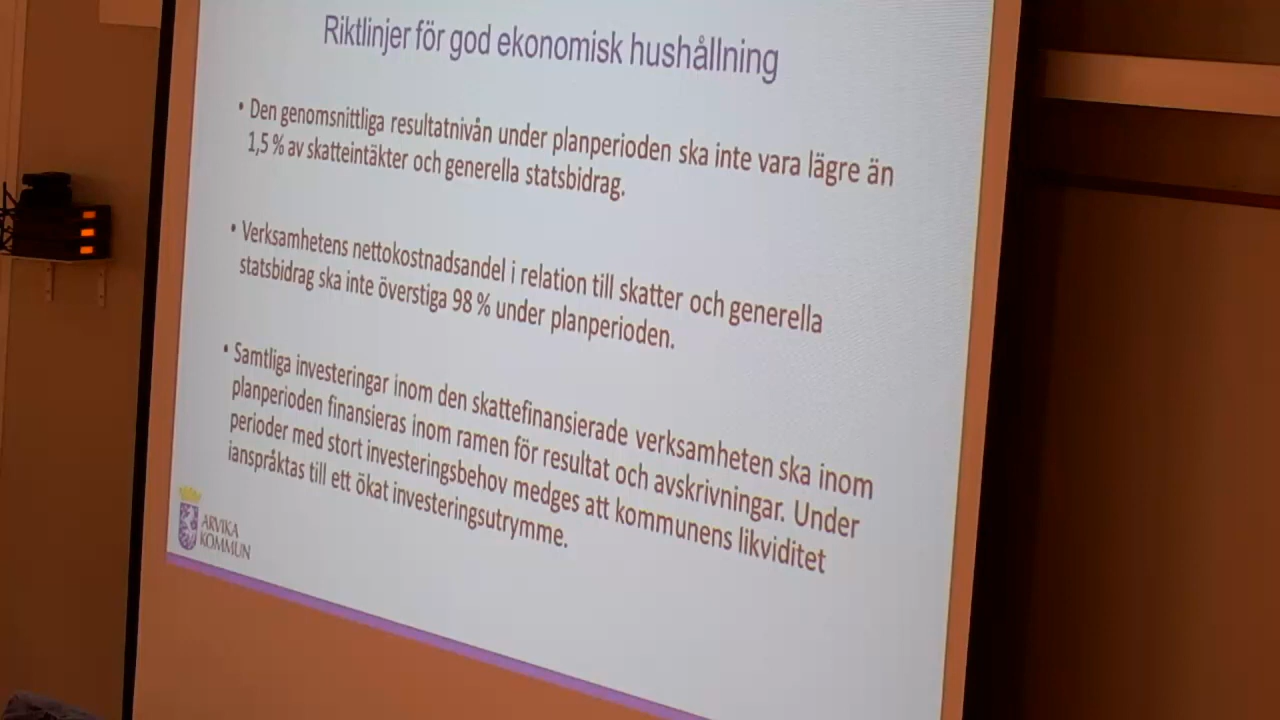 Riktlinjer för god ekonomisk hushållning
• Den genomsnittliga resultatnivån under planperioden ska inte vara lägre än
1,5 % av skatteintäkter och generella statsbidrag.
• Verksamhetens nettokostnadsandel i relation till skatter och generella
statsbidrag ska inte överstiga 98 % under planperioden.
• Samtliga investeringar inom den skattefinansierade verksamheten ska inom
planperioden finansieras inom ramen för resultat och avskrivningar. Under
perioder med stort investeringsbehov medges att kommunens likviditet
ianspråktas till ett ökat investeringsutrymme.
ARVIKA
KOMMUN